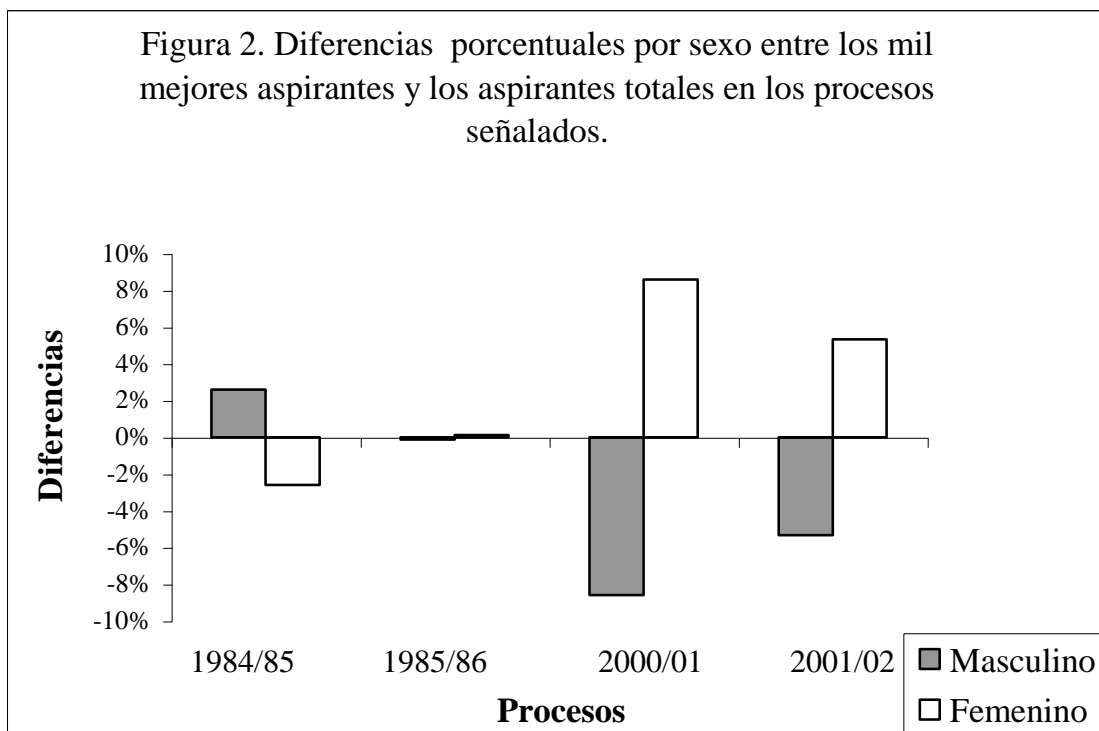 Figura 2. Diferencias  porcentuales por sexo entre los mil
mejores aspirantes y los aspirantes totales en los procesos
señalados.
10%
8%
6%
4%
2%
0%
-2%
-4%
-6%
-8%
-10%
Diferencias
1984/85 1985/86 2000/01 2001/02
Procesos
Masculino
Femenino